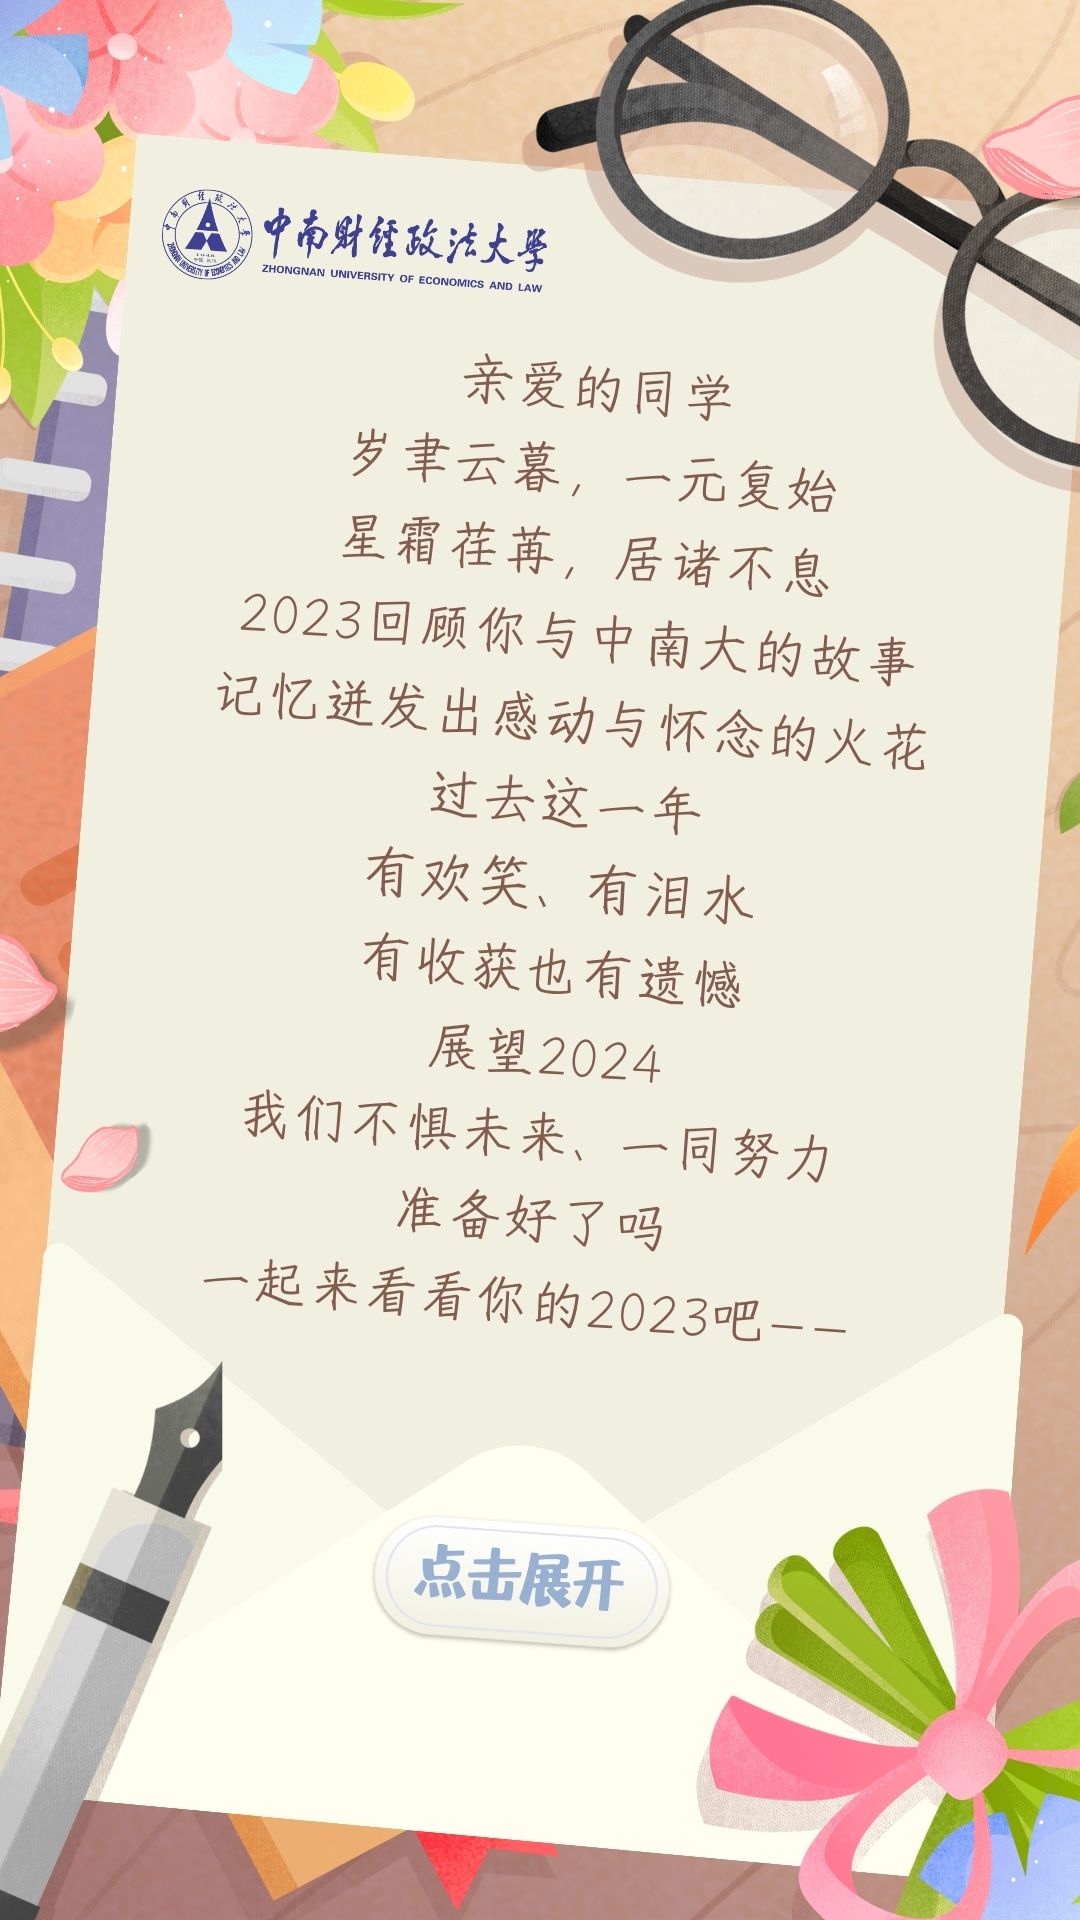 中南财经政法大学
ZHONGNAN UNIVERSITY OF ECONOMICS AND LAW
亲爱的同学
岁聿云暮，一元复始
星霜荏苒，居诸不息
2023回顾你与中南大的故事
记忆迸发出感动与怀念的火花
过去这一年
有欢笑、有泪水
有收获也有遗憾
展望2024
我们不惧未来、一同努力
准备好了吗
一起来看看你的2023吧——
点击展开